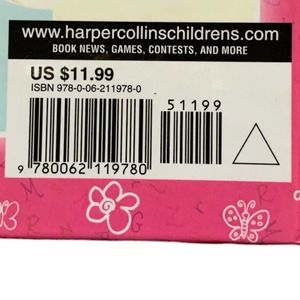 www.harpercollinschildrens.com
BOOK NEWS, GAMES, CONTESTS, AND MORE
US $11.99
ISBN 978-0-06-211978-0
51199
9 780062 119780